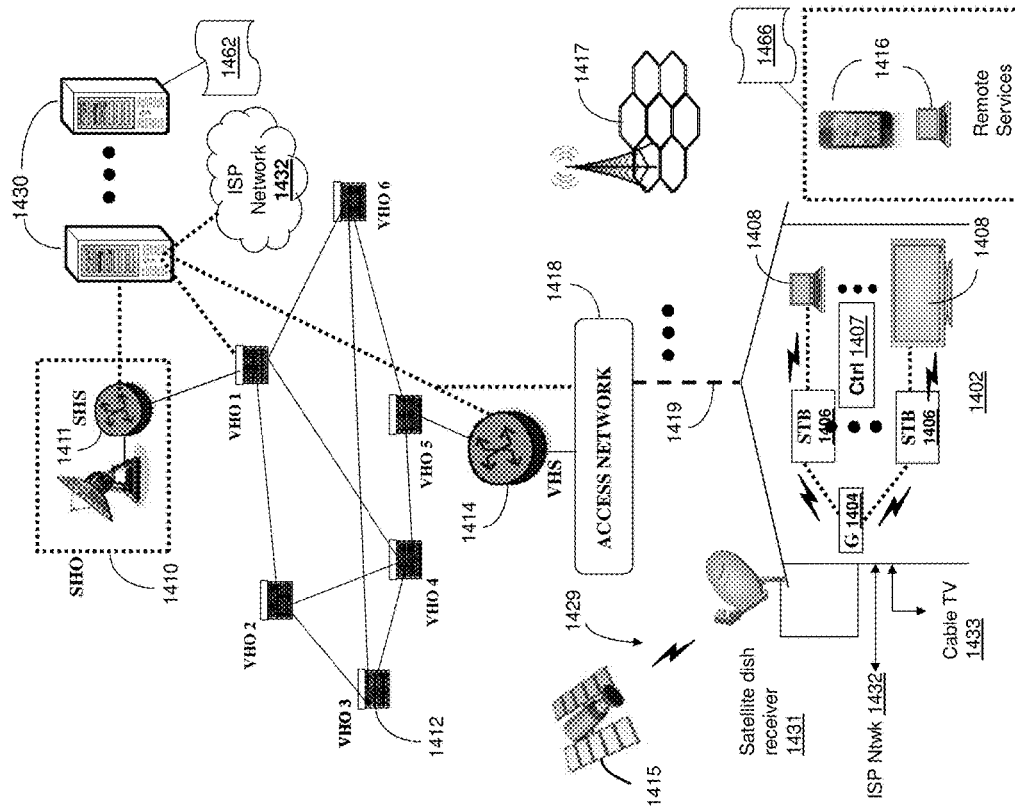 1430
1462
ISP
Network
1432
SHO
SHS
1411
1410
VHO 1
VHO 2
VHO 3
VHO 4
VHO 5
VHO 6
1412
1414
VHS
1417
1466
1416
Remote
Services
ACCESS NETWORK
1418
1419
1429
1415
Satellite dish
receiver
1431
ISP Ntwk 1432
Cable TV
1433
G 1404
STB
1406
STB
1406
Ctrl 1407
1408
1408
1402